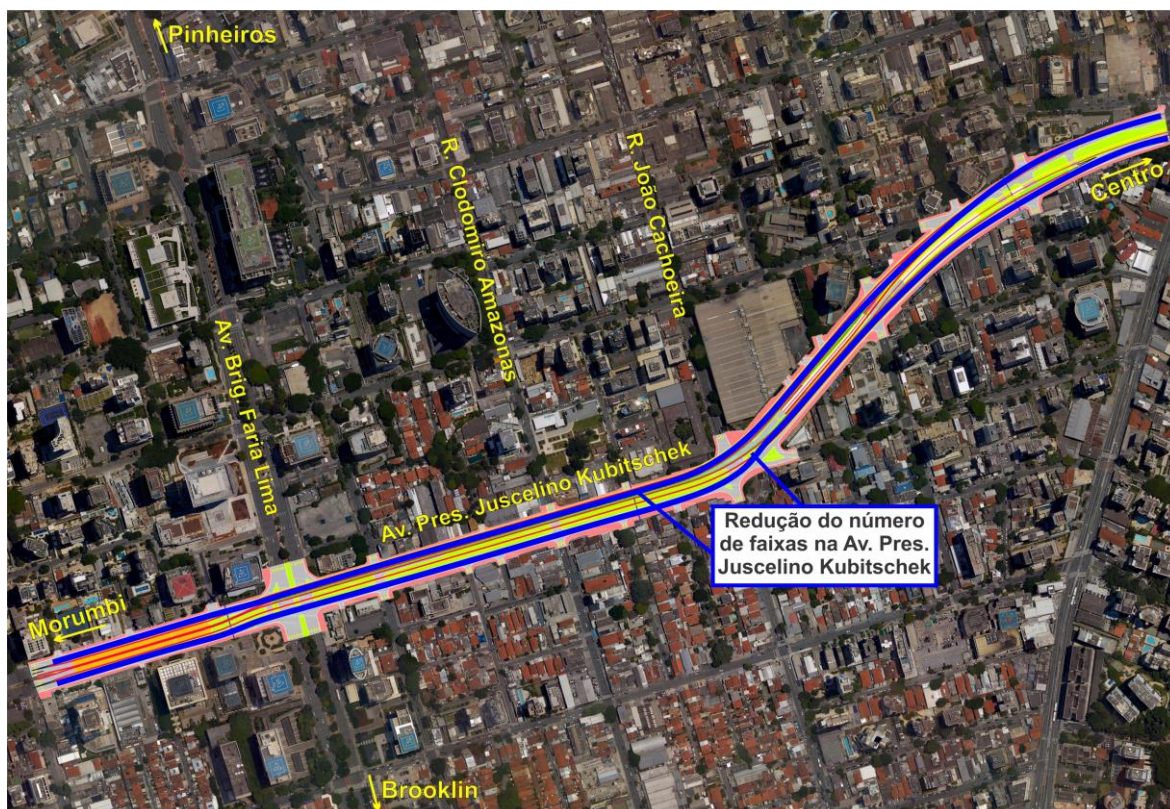 Pinheiros
R. Clodomiro Amazonas
R. João Cachoeira
Centro
Av. Brig. Faria Lima
Av. Pres. Juscelino Kubitschek
Redução do número
de faixas na Av. Pres.
Juscelino Kubitschek
Morumbi
Brooklin